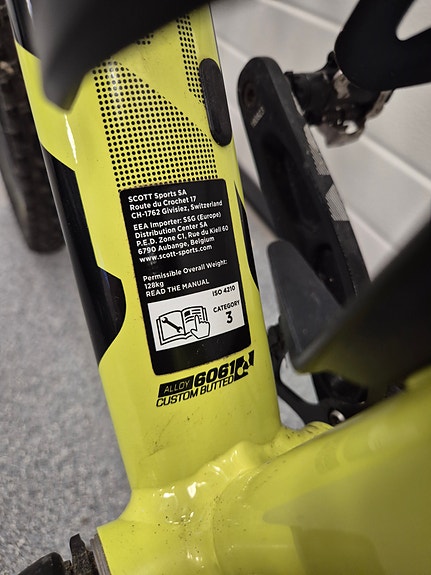 SCOTT Sports SA
Route du Crochet 17
CH-1762 Givisiez, Switzerland
EEA Importer: SSG (Europe)
Distribution Center SA
P.E.D. Zone C1, Rue du Kiell 60
6790 Aubange, Belgium
www.scott-sports.com
Permissible Overall Weight:
128kg
READ THE MANUAL
ISO 4210
CATEGORY
3
ALLOY 6061
CUSTOM BUTTED